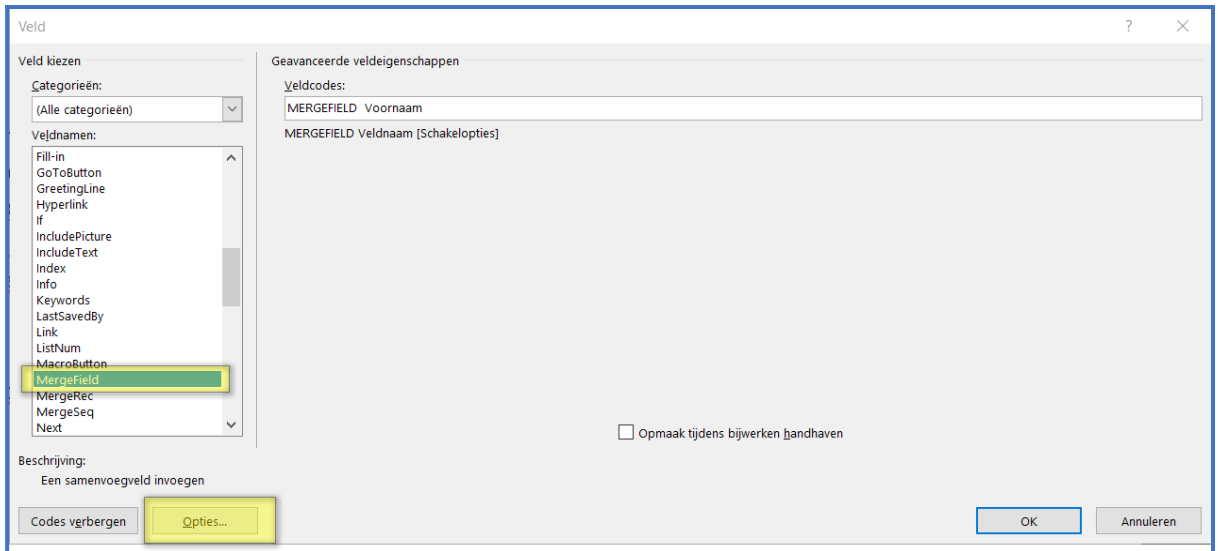 Veld
?
Veld kiezen
Categorieën:
(Alle categorieën)
Veldnamen:
Fill-in
GoToButton
GreetingLine
Hyperlink
If
IncludePicture
IncludeText
Index
Info
Keywords
LastSavedBy
Link
ListNum
MacroButton
MergeField
MergeRec
MergeSeq
Next
Geavanceerde veldeigenschappen
Veldcodes:
MERGEFIELD Voornaam
MERGEFIELD Veldnaam [Schakelopties]
Opmaak tijdens bijwerken handhaven
Beschrijving:
Een samenvoegveld invoegen
Codes verbergen
Opties...
OK
Annuleren